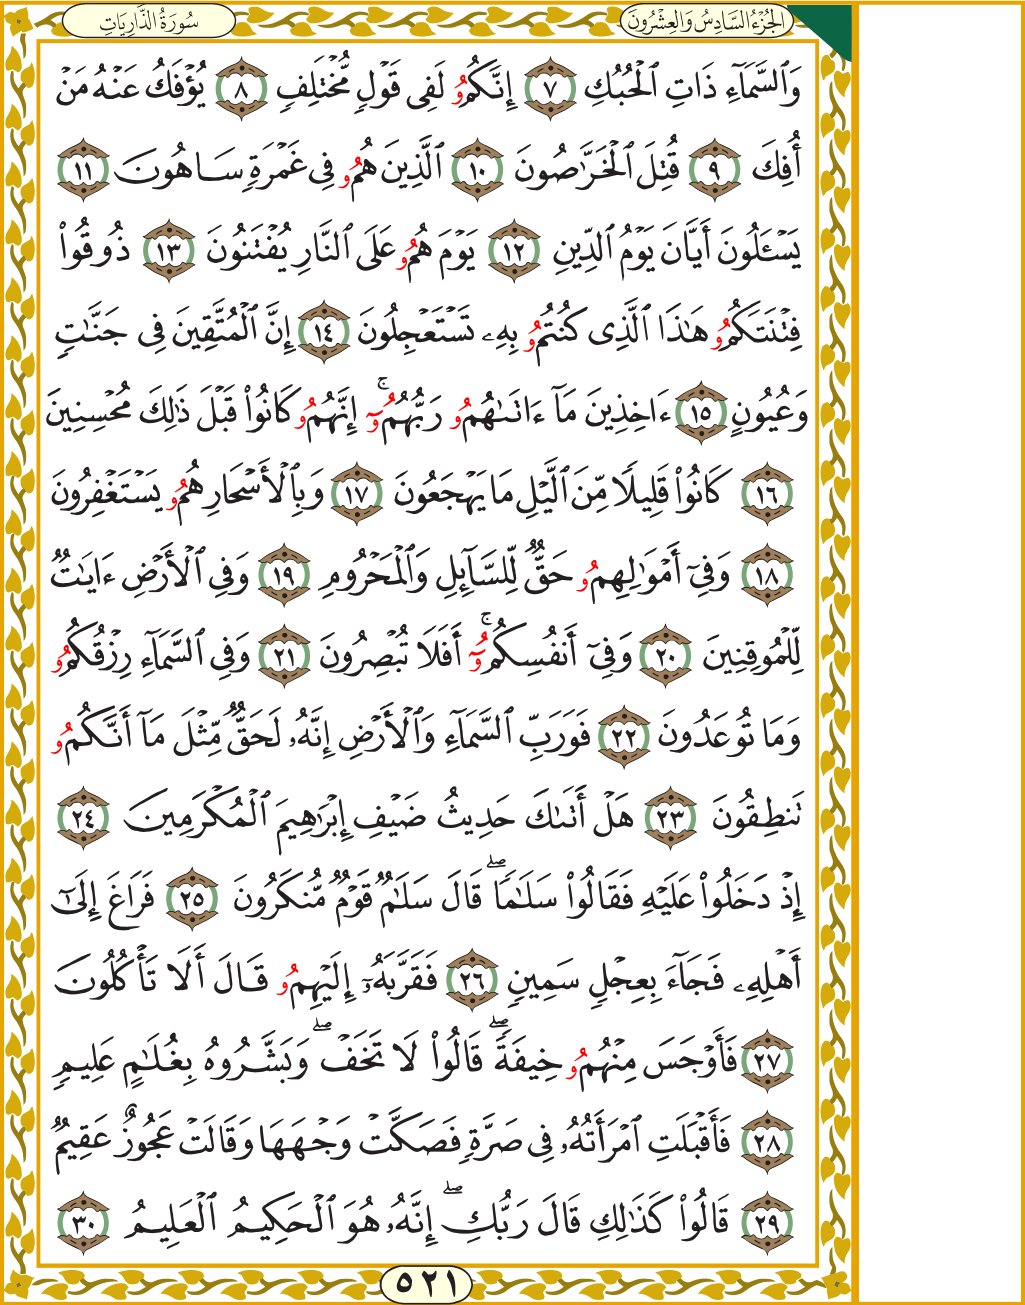 الجُزْءُ السَّادِسُ وَالعِشْرُونَ
سُورَةُ الذَّارِيَاتِ
وَٱلسَّمَآءِ ذَاتِ ٱلْحُبُكِ ٧ إِنَّكُمُۥ لَفِى قَوْلٍ مُّخْتَلِفٍ ٨ يُؤْفَكُ عَنْهُ مَنْ
أُفِكَ ٩ قُتِلَ ٱلْخَرَّٰصُونَ ١٠ ٱلَّذِينَ هُمُۥ فِى غَمْرَةٍ سَاهُونَ ١١
يَسْـَٔلُونَ أَيَّانَ يَوْمُ ٱلدِّينِ ١٢ يَوْمَ هُمُۥ عَلَى ٱلنَّارِ يُفْتَنُونَ ١٣ ذُوقُوا۟
فِتْنَتَكُمُۥ هَٰذَا ٱلَّذِى كُنتُمُۥ بِهِۦ تَسْتَعْجِلُونَ ١٤ إِنَّ ٱلْمُتَّقِينَ فِى جَنَّٰتٍ
وَعُيُونٍ ١٥ ءَاخِذِينَ مَآ ءَاتَىٰهُمُۥ رَبُّهُمُۥٓ ۚ إِنَّهُمُۥ كَانُوا۟ قَبْلَ ذَٰلِكَ مُحْسِنِينَ
١٦ كَانُوا۟ قَلِيلًا مِّنَ ٱلَّيْلِ مَا يَهْجَعُونَ ١٧ وَبِٱلْأَسْحَارِ هُمُۥ يَسْتَغْفِرُونَ
١٨ وَفِىٓ أَمْوَٰلِهِمُۥ حَقٌّ لِّلسَّآئِلِ وَٱلْمَحْرُومِ ١٩ وَفِى ٱلْأَرْضِ ءَايَٰتٌ
لِّلْمُوقِنِينَ ٢٠ وَفِىٓ أَنفُسِكُمُۥٓ ۚ أَفَلَا تُبْصِرُونَ ٢١ وَفِى ٱلسَّمَآءِ رِزْقُكُمُۥ
وَمَا تُوعَدُونَ ٢٢ فَوَرَبِّ ٱلسَّمَآءِ وَٱلْأَرْضِ إِنَّهُۥ لَحَقٌّ مِّثْلَ مَآ أَنَّكُمُۥ
تَنطِقُونَ ٢٣ هَلْ أَتَىٰكَ حَدِيثُ ضَيْفِ إِبْرَٰهِيمَ ٱلْمُكْرَمِينَ ٢٤
إِذْ دَخَلُوا۟ عَلَيْهِ فَقَالُوا۟ سَلَٰمًا ۖ قَالَ سَلَٰمٌ قَوْمٌ مُّنكَرُونَ ٢٥ فَرَاغَ إِلَىٰٓ
أَهْلِهِۦ فَجَآءَ بِعِجْلٍ سَمِينٍ ٢٦ فَقَرَّبَهُۥٓ إِلَيْهِمُۥ قَالَ أَلَا تَأْكُلُونَ
٢٧ فَأَوْجَسَ مِنْهُمُۥ خِيفَةً ۖ قَالُوا۟ لَا تَخَفْ ۖ وَبَشَّرُوهُ بِغُلَٰمٍ عَلِيمٍ
٢٨ فَأَقْبَلَتِ ٱمْرَأَتُهُۥ فِى صَرَّةٍ فَصَكَّتْ وَجْهَهَا وَقَالَتْ عَجُوزٌ عَقِيمٌ
٢٩ قَالُوا۟ كَذَٰلِكِ قَالَ رَبُّكِ ۖ إِنَّهُۥ هُوَ ٱلْحَكِيمُ ٱلْعَلِيمُ ٣٠
٥٢١